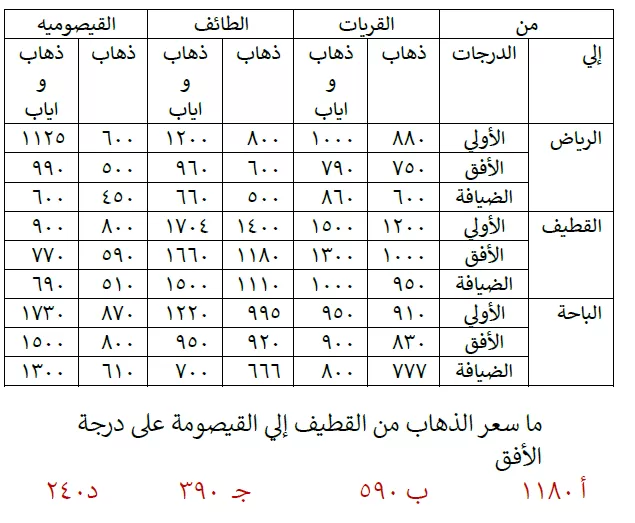 من القريات الطائف القيصوميه
إلي الدرجات ذهاب ذهاب و اياب ذهاب ذهاب و اياب ذهاب ذهاب و اياب
الرياض الأولي ٨٨٠ ١٠٠٠ ٨٠٠ ١٢٠٠ ٦٠٠ ١١٢٥
الأفق ٧٥٠ ٧٩٠ ٦٠٠ ٩٦٠ ٥٠٠ ٩٩٠
الضيافة ٦٠٠ ٨٦٠ ٥٠٠ ٦٦٠ ٤٥٠ ٦٠٠
القطيف الأولي ١٢٠٠ ١٥٠٠ ١٤٠٠ ١٧٠٤ ٨٠٠ ٩٠٠
الأفق ١٠٠٠ ١٣٠٠ ١١٨٠ ١٦٦٠ ٥٩٠ ٧٧٠
الضيافة ٩٥٠ ١٠٠٠ ١١١٠ ١٥٠٠ ٥١٠ ٦٩٠
الباحة الأولي ٩١٠ ٩٥٠ ٩٩٥ ١٢٢٠ ٨٧٠ ١٧٣٠
الأفق ٨٣٠ ٩٠٠ ٩٢٠ ٩٥٠ ٨٠٠ ١٥٠٠
الضيافة ٧٧٧ ٨٠٠ ٦٦٦ ٧٠٠ ٦١٠ ١٣٠٠
ما سعر الذهاب من القطيف إلي القيصومة على درجة
الأفق
أ ١١٨٠ ب ٥٩٠ جـ ٣٩٠ د٢٤٠